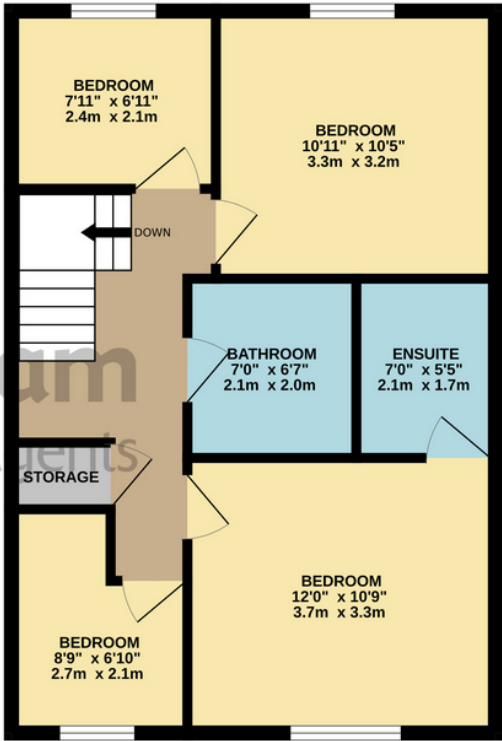 BEDROOM
7'11" x 6'11"
2.4m x 2.1m
BEDROOM
10'11" x 10'5"
3.3m x 3.2m
DOWN
BATHROOM
7'0" x 6'7"
2.1m x 2.0m
ENSUITE
7'0" x 5'5"
2.1m x 1.7m
STORAGE
BEDROOM
12'0" x 10'9"
3.7m x 3.3m
BEDROOM
8'9" x 6'10"
2.7m x 2.1m